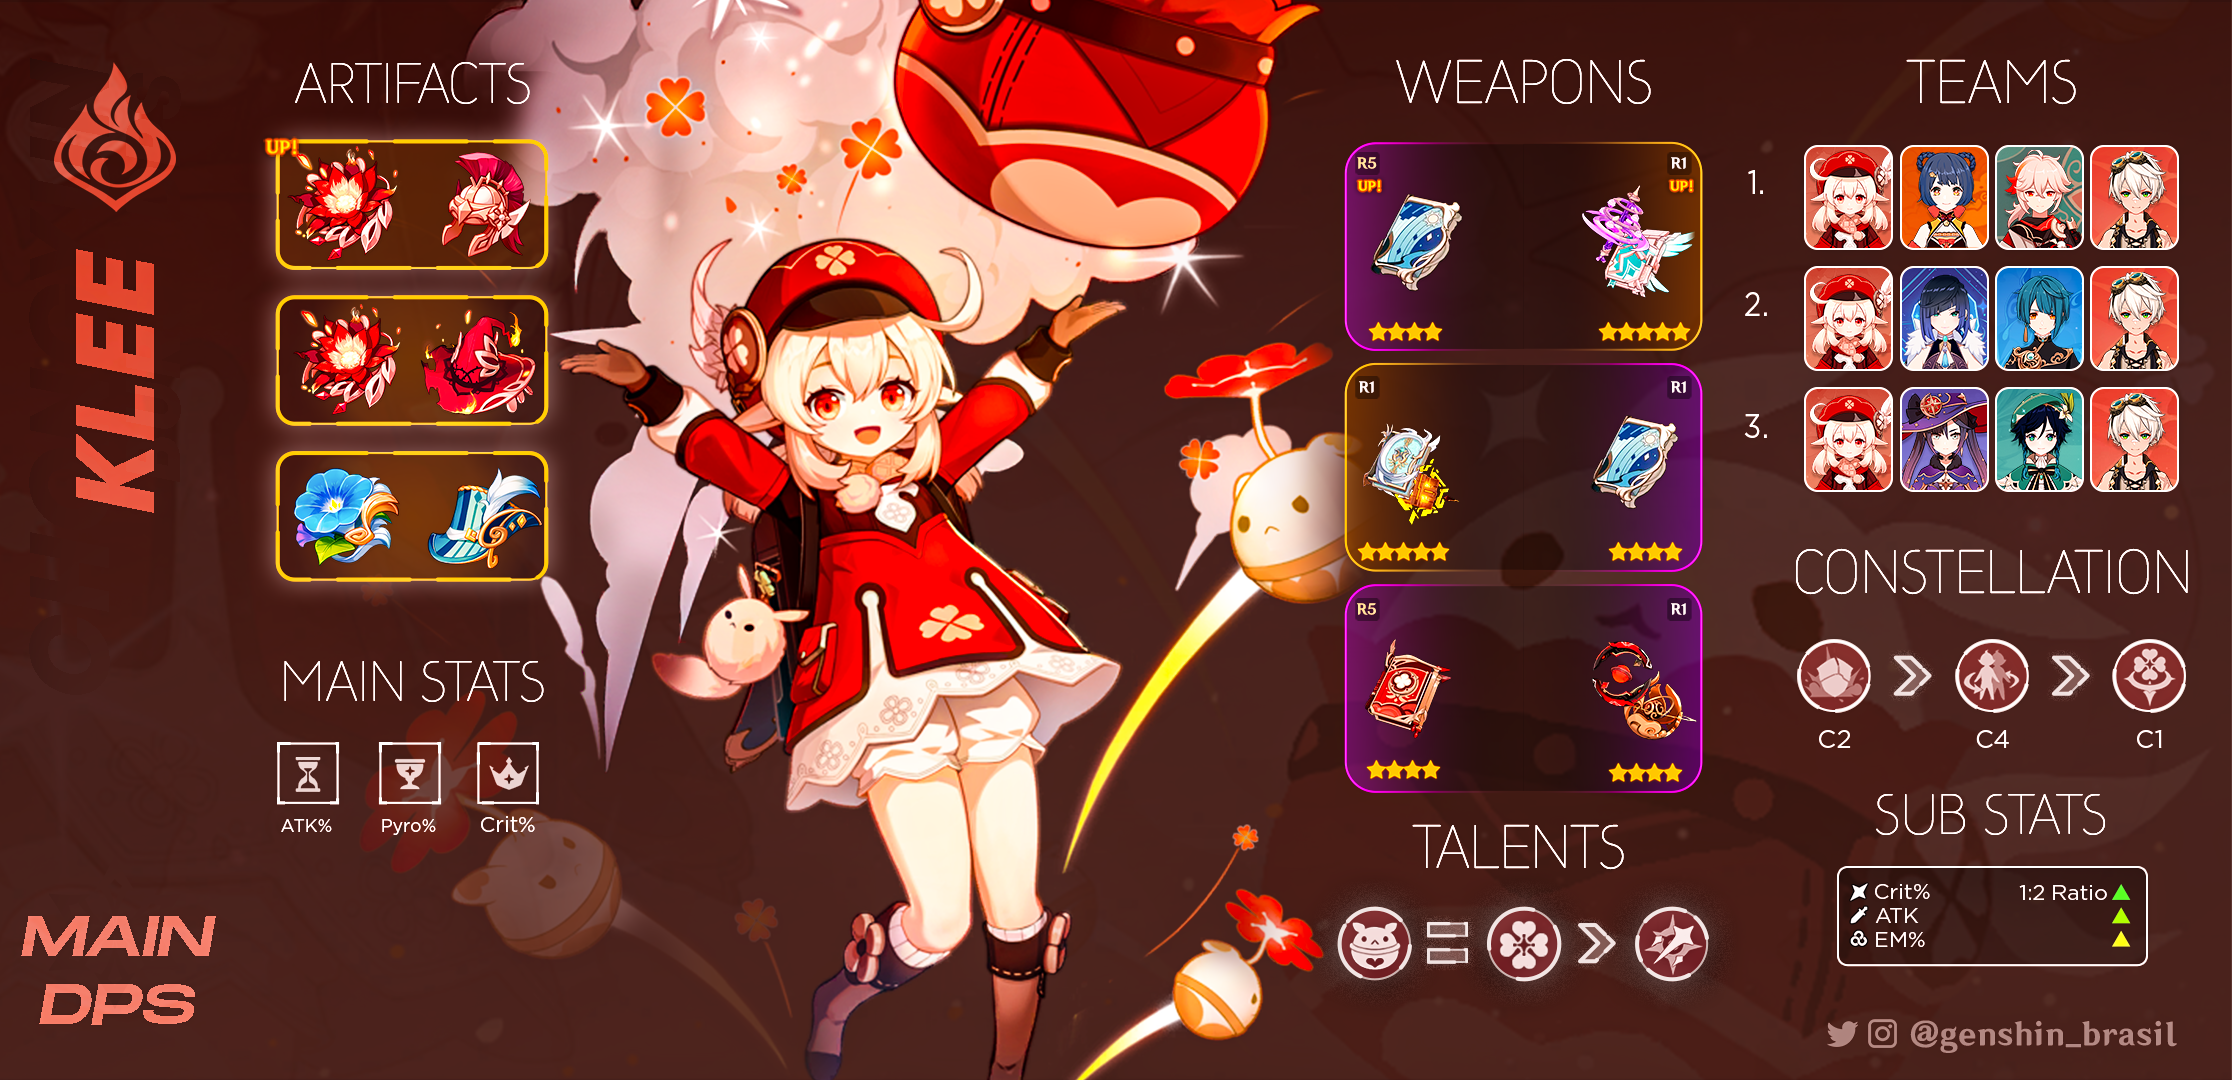 KLEE
MAIN
DPS
ARTIFACTS
UP!
MAIN STATS
ATK%
Pyro%
Crit%
WEAPONS
R5
R1
UP!
UP!
R1
R1
R5
R1
TALENTS
TEAMS
1.
2.
3.
CONSTELLATION
C2
C4
C1
SUB STATS
Crit% 1:2 Ratio
ATK
EM%
@genshin_brasil